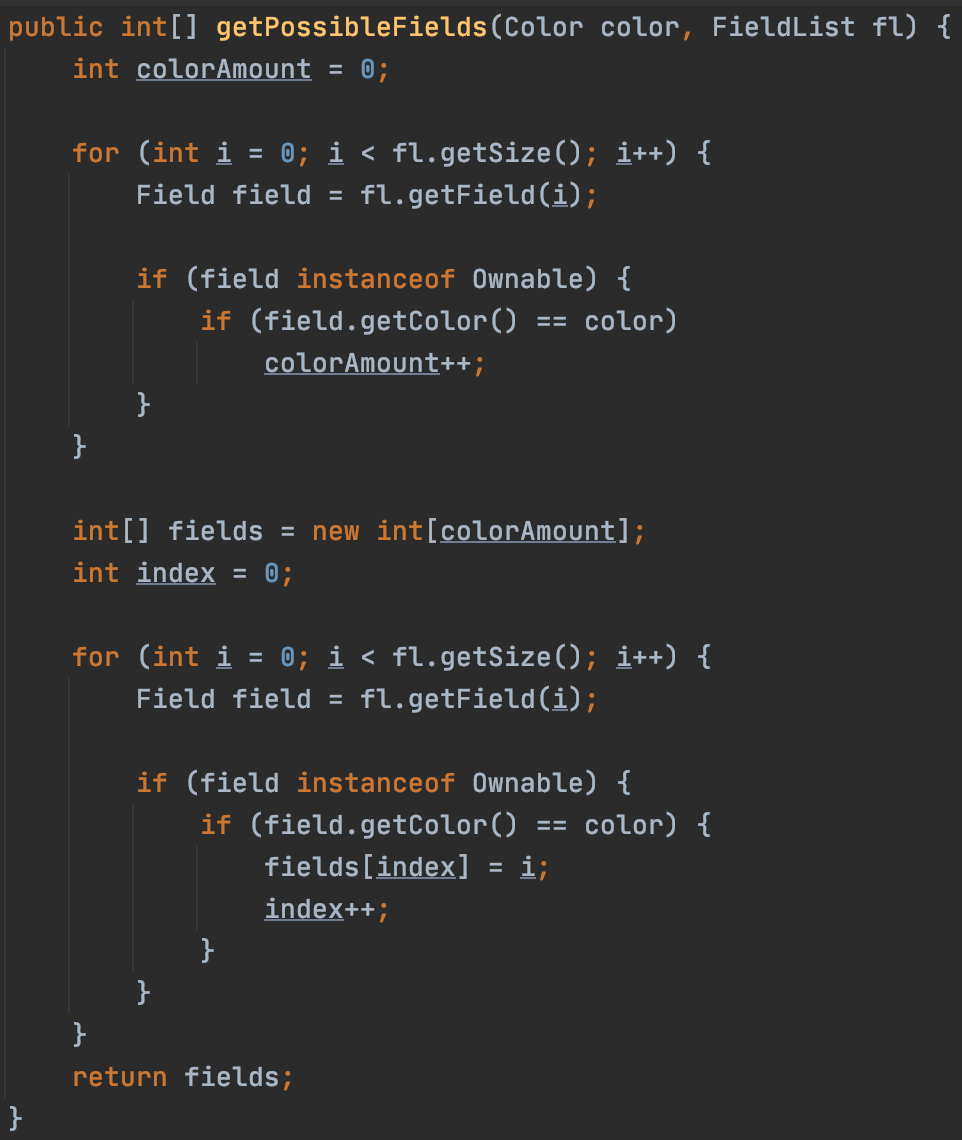 public int[] getPossibleFields(Color color, FieldList fl) {
    int colorAmount = 0;

    for (int i = 0; i < fl.getSize(); i++) {
        Field field = fl.getField(i);

        if (field instanceof Ownable) {
            if (field.getColor() == color)
                colorAmount++;
        }
    }

    int[] fields = new int[colorAmount];
    int index = 0;

    for (int i = 0; i < fl.getSize(); i++) {
        Field field = fl.getField(i);

        if (field instanceof Ownable) {
            if (field.getColor() == color) {
                fields[index] = i;
                index++;
            }
        }
    }
    return fields;
}